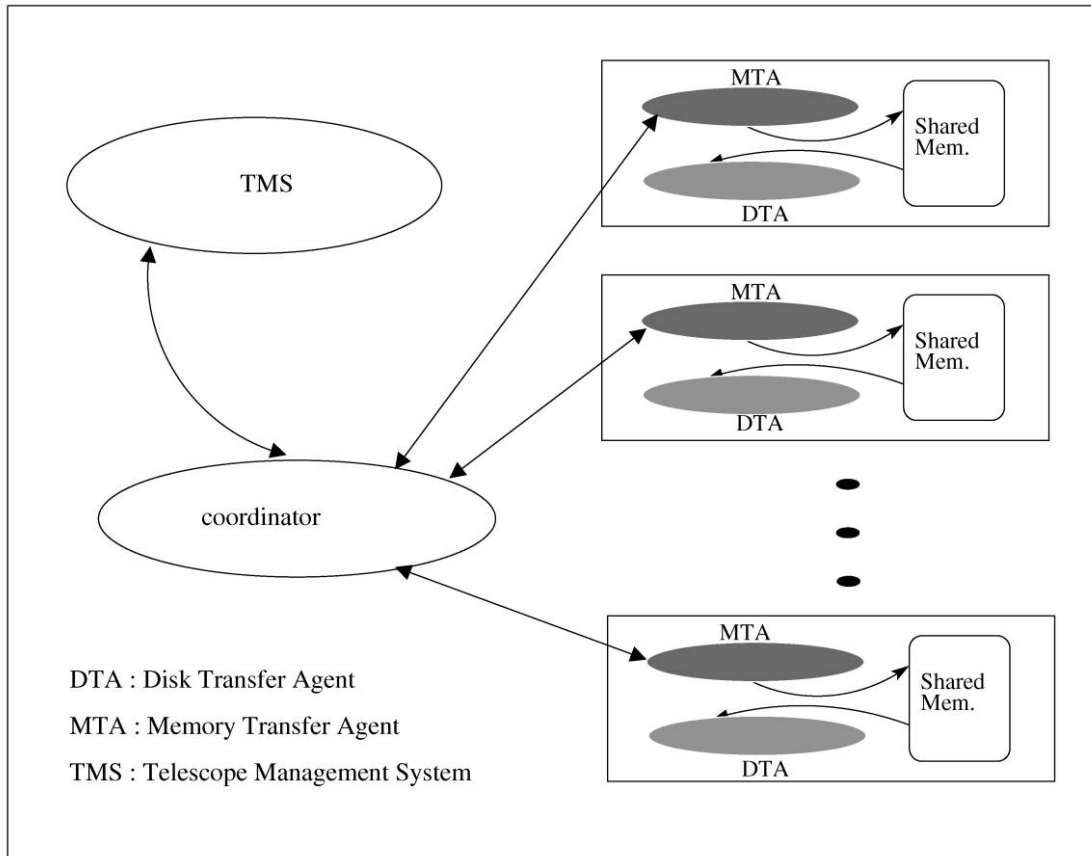 TMS
coordinator
MTA
Shared
Mem.
DTA
MTA
Shared
Mem.
DTA
MTA
Shared
Mem.
DTA
DTA : Disk Transfer Agent
MTA : Memory Transfer Agent
TMS : Telescope Management System